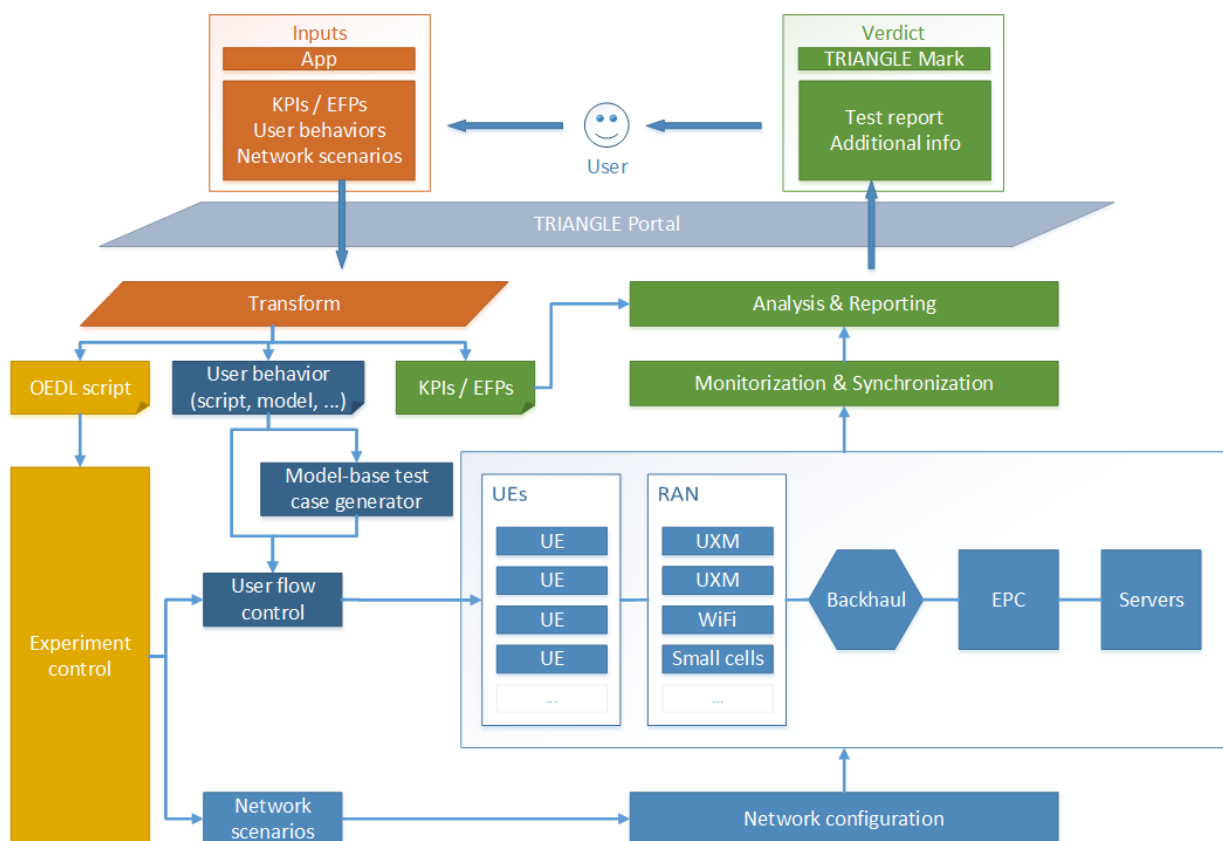 Inputs
App
KPIs / EFPs
User behaviors
Network scenarios
User
Verdict
TRIANGLE Mark
Test report
Additional info
TRIANGLE Portal
Transform
Analysis & Reporting
OEDL script
User behavior
(script, model, ...)
KPIs / EFPs
Monitorization & Synchronization
Model-base test
case generator
User flow
control
Experiment
control
UEs
UE
UE
UE
UE
...
RAN
UXM
UXM
WiFi
Small cells
...
Backhaul
EPC
Servers
Network
scenarios
Network configuration